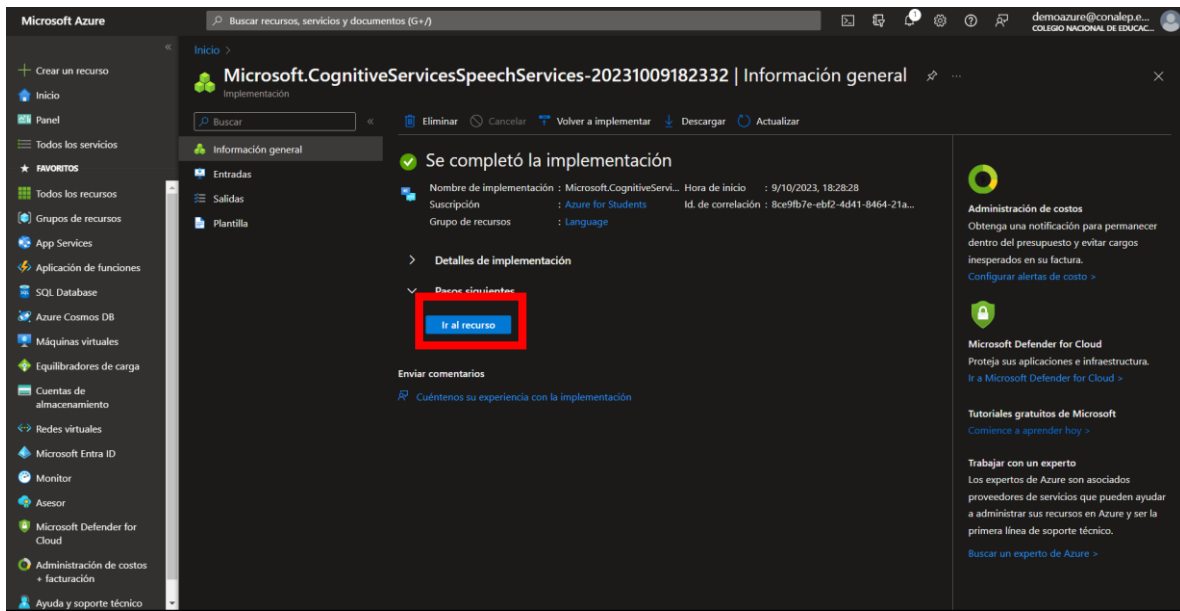 Microsoft Azure
Buscar recursos, servicios y documentos (G+/)
1
demoazure@conalep.e...
COLEGIO NACIONAL DE EDUCAC...
Crear un recurso
Inicio
Panel
Todos los servicios
FAVORITOS
Todos los recursos
Grupos de recursos
App Services
Aplicación de funciones
SQL Database
Azure Cosmos DB
Máquinas virtuales
Equilibradores de carga
Cuentas de
almacenamiento
Redes virtuales
Microsoft Entra ID
Monitor
Asesor
Microsoft Defender for
Cloud
Administración de costos
+ facturación
Ayuda y soporte técnico
Inicio >
Microsoft.CognitiveServicesSpeechServices-20231009182332 | Información general
Implementación
Buscar
Información general
Entradas
Salidas
Plantilla
Eliminar Cancelar Volver a implementar Descargar Actualizar
Se completó la implementación
Nombre de implementación : Microsoft.CognitiveServi... Hora de inicio : 9/10/2023, 18:28:28
Suscripción : Azure for Students Id. de correlación : 8ce9fb7e-ebf2-4d41-8464-21a...
Grupo de recursos : Language
Detalles de implementación
Pasos siguientes
Ir al recurso
Enviar comentarios
Cuéntenos su experiencia con la implementación
Administración de costos
Obtenga una notificación para permanecer
dentro del presupuesto y evitar cargos
inesperados en su factura.
Configurar alertas de costo >
Microsoft Defender for Cloud
Proteja sus aplicaciones e infraestructura.
Ir a Microsoft Defender for Cloud >
Tutoriales gratuitos de Microsoft
Comience a aprender hoy >
Trabajar con un experto
Los expertos de Azure son asociados
proveedores de servicios que pueden ayudar
a administrar sus recursos en Azure y ser la
primera línea de soporte técnico.
Buscar un experto de Azure >